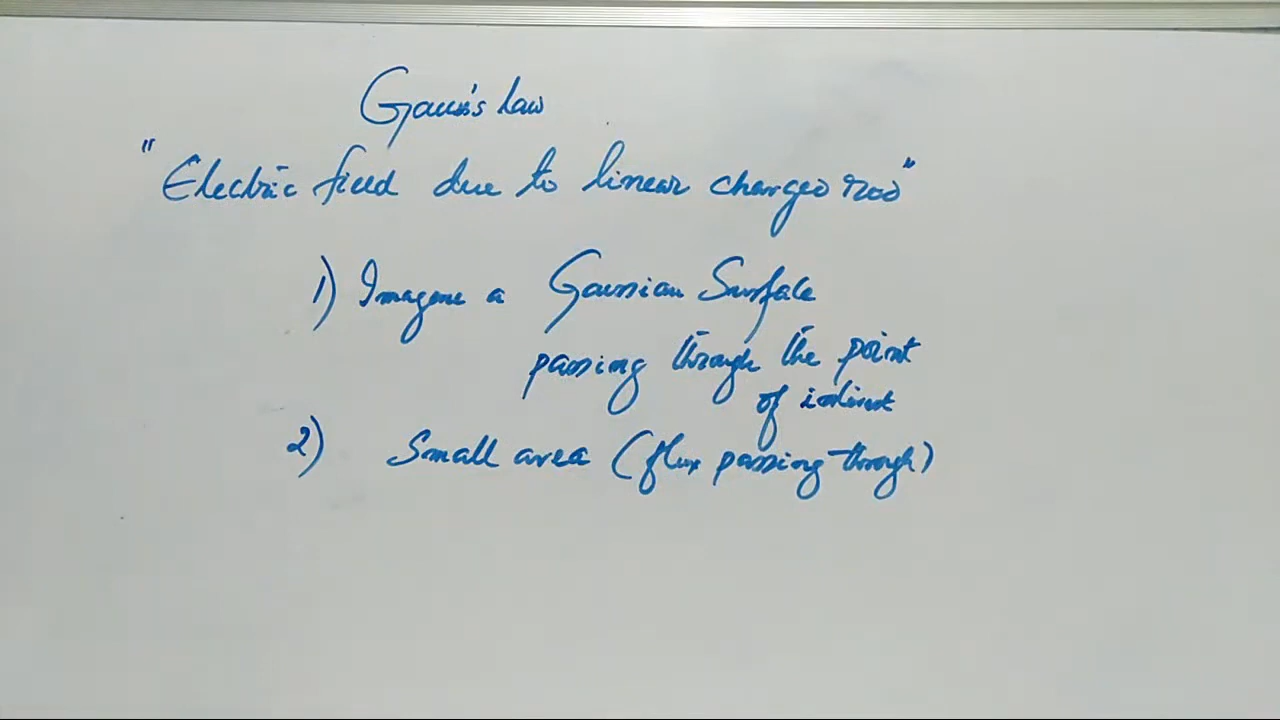 Gauss's law
"Electric field due to linear charged rod"
1) Imagine a Gaussian Surface
passing through the point
of
2) Small area (flux passing through)